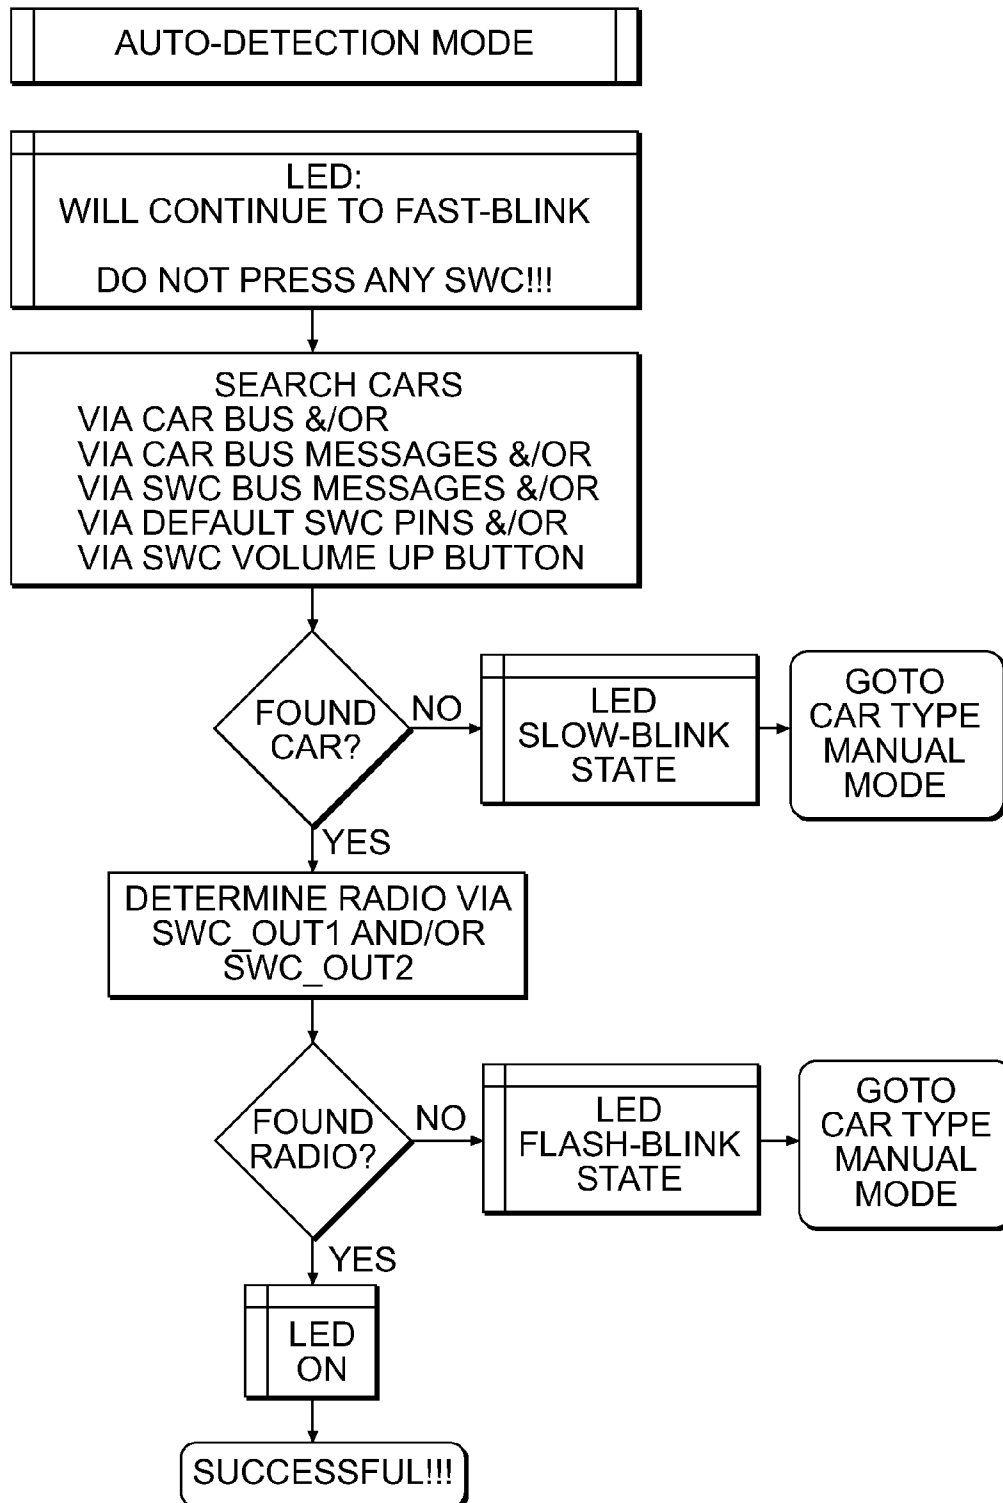 AUTO-DETECTION MODE
LED:
WILL CONTINUE TO FAST-BLINK
DO NOT PRESS ANY SWC!!!
SEARCH CARS
VIA CAR BUS &/OR
VIA CAR BUS MESSAGES &/OR
VIA SWC BUS MESSAGES &/OR
VIA DEFAULT SWC PINS &/OR
VIA SWC VOLUME UP BUTTON
FOUND
CAR?
NO
LED
SLOW-BLINK
STATE
GOTO
CAR TYPE
MANUAL
MODE
YES
DETERMINE RADIO VIA
SWC_OUT1 AND/OR
SWC_OUT2
FOUND
RADIO?
NO
LED
FLASH-BLINK
STATE
GOTO
CAR TYPE
MANUAL
MODE
YES
LED
ON
SUCCESSFUL!!!